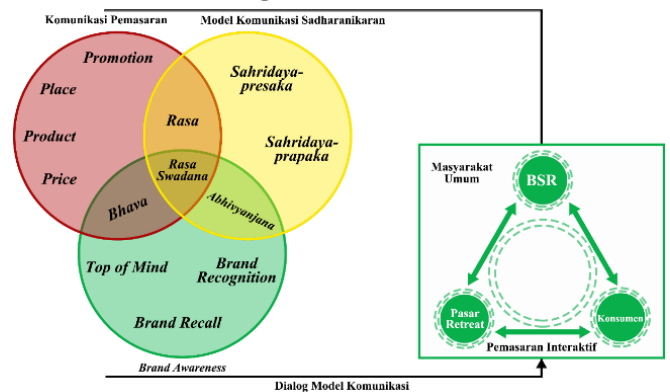 Komunikasi Pemasaran
Model Komunikasi Sadharanikaran
Promotion
Place
Product
Price
Sahridaya-
presaka
Sahridaya-
prapaka
Rasa
Rasa
Swadana
Bhava
Abhivyanjana
Top of Mind
Brand
Recognition
Brand Recall
Brand Awareness
Masyarakat
Umum
BSR
Pasar
Retreat
Konsumen
Pemasaran Interaktif
Dialog Model Komunikasi